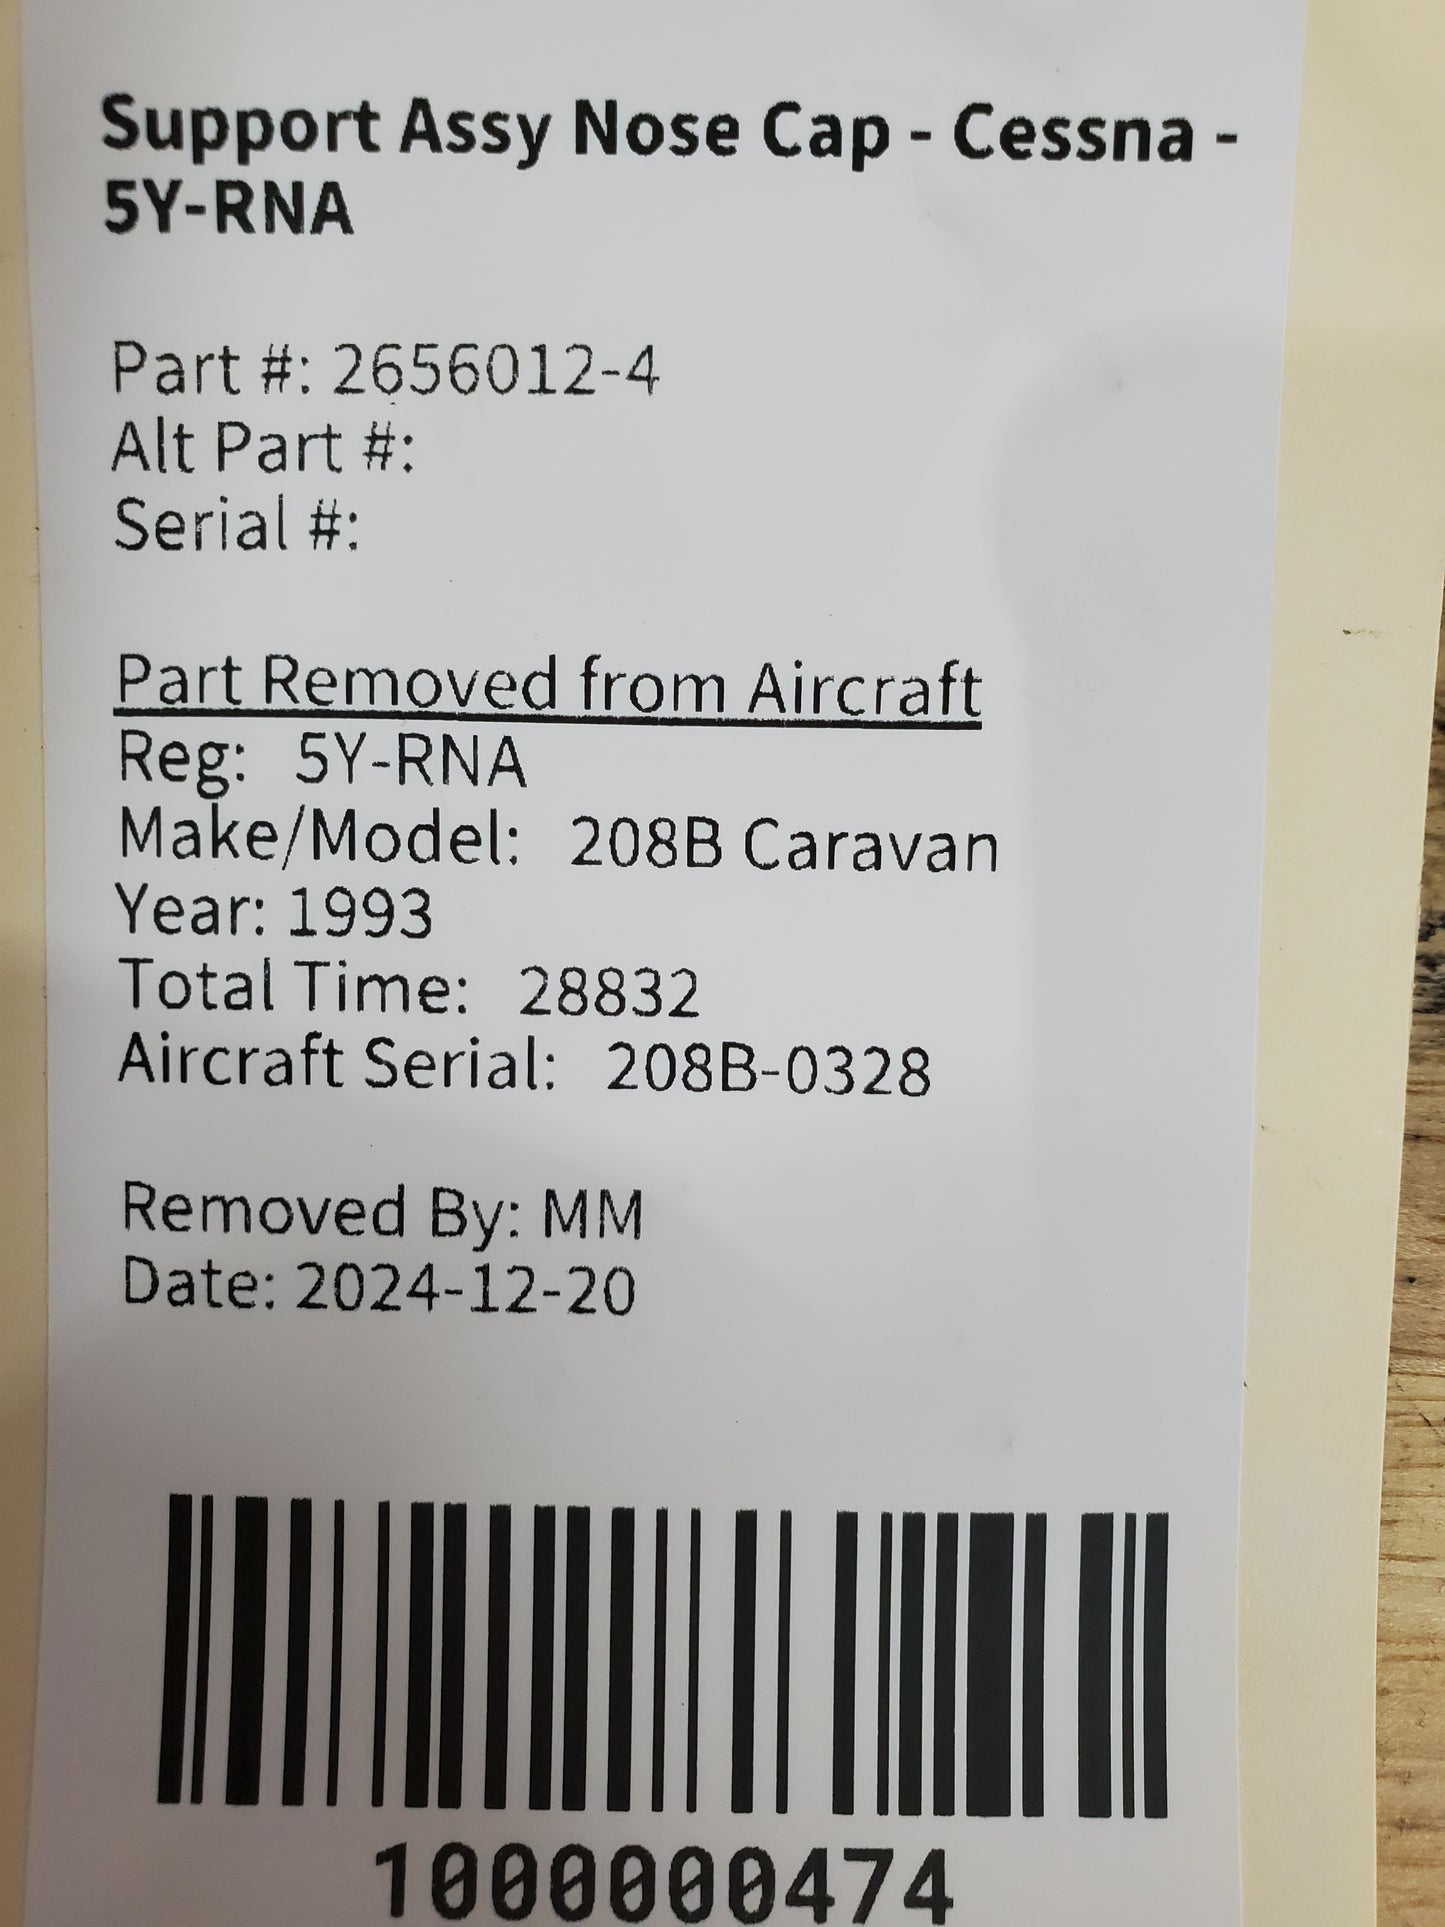 Support Assy Nose Cap - Cessna -
5Y-RNA
Part #: 2656012-4
Alt Part #:
Serial #:
Part Removed from Aircraft
Reg: 5Y-RNA
Make/Model: 208B Caravan
Year: 1993
Total Time: 28832
Aircraft Serial: 208B-0328
Removed By: MM
Date: 2024-12-20
1000000474